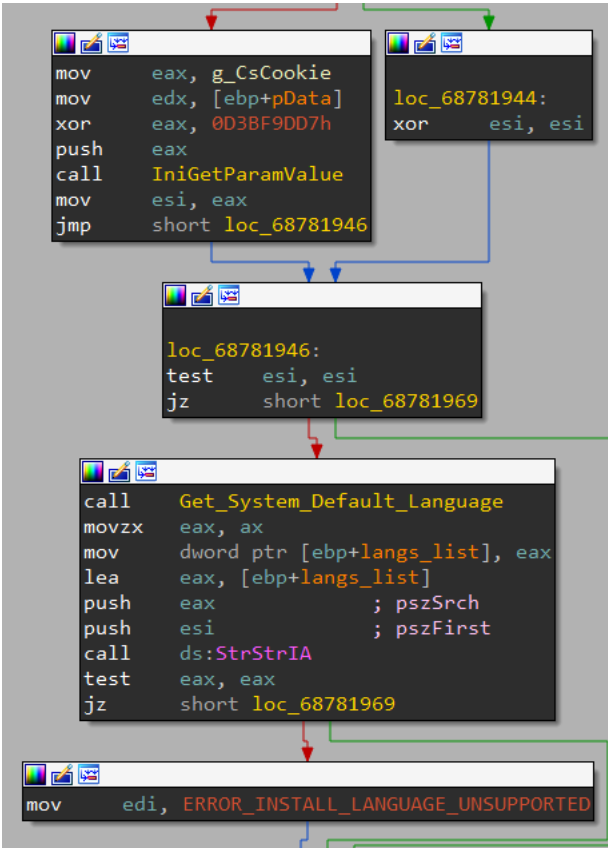 mov eax, g_CsCookie
mov edx, [ebp+pData]
xor eax, 0D3BF9DD7h
push eax
call IniGetParamValue
mov esi, eax
jmp short loc_68781946
loc_68781944:
xor esi, esi
loc_68781946:
test esi, esi
jz short loc_68781969
call Get_System_Default_Language
movzx eax, ax
mov dword ptr [ebp+langs_list], eax
lea eax, [ebp+langs_list]
push eax ; pszSrch
push esi ; pszFirst
call ds:StrStrIA
test eax, eax
jz short loc_68781969
mov edi, ERROR_INSTALL_LANGUAGE_UNSUPPORTED